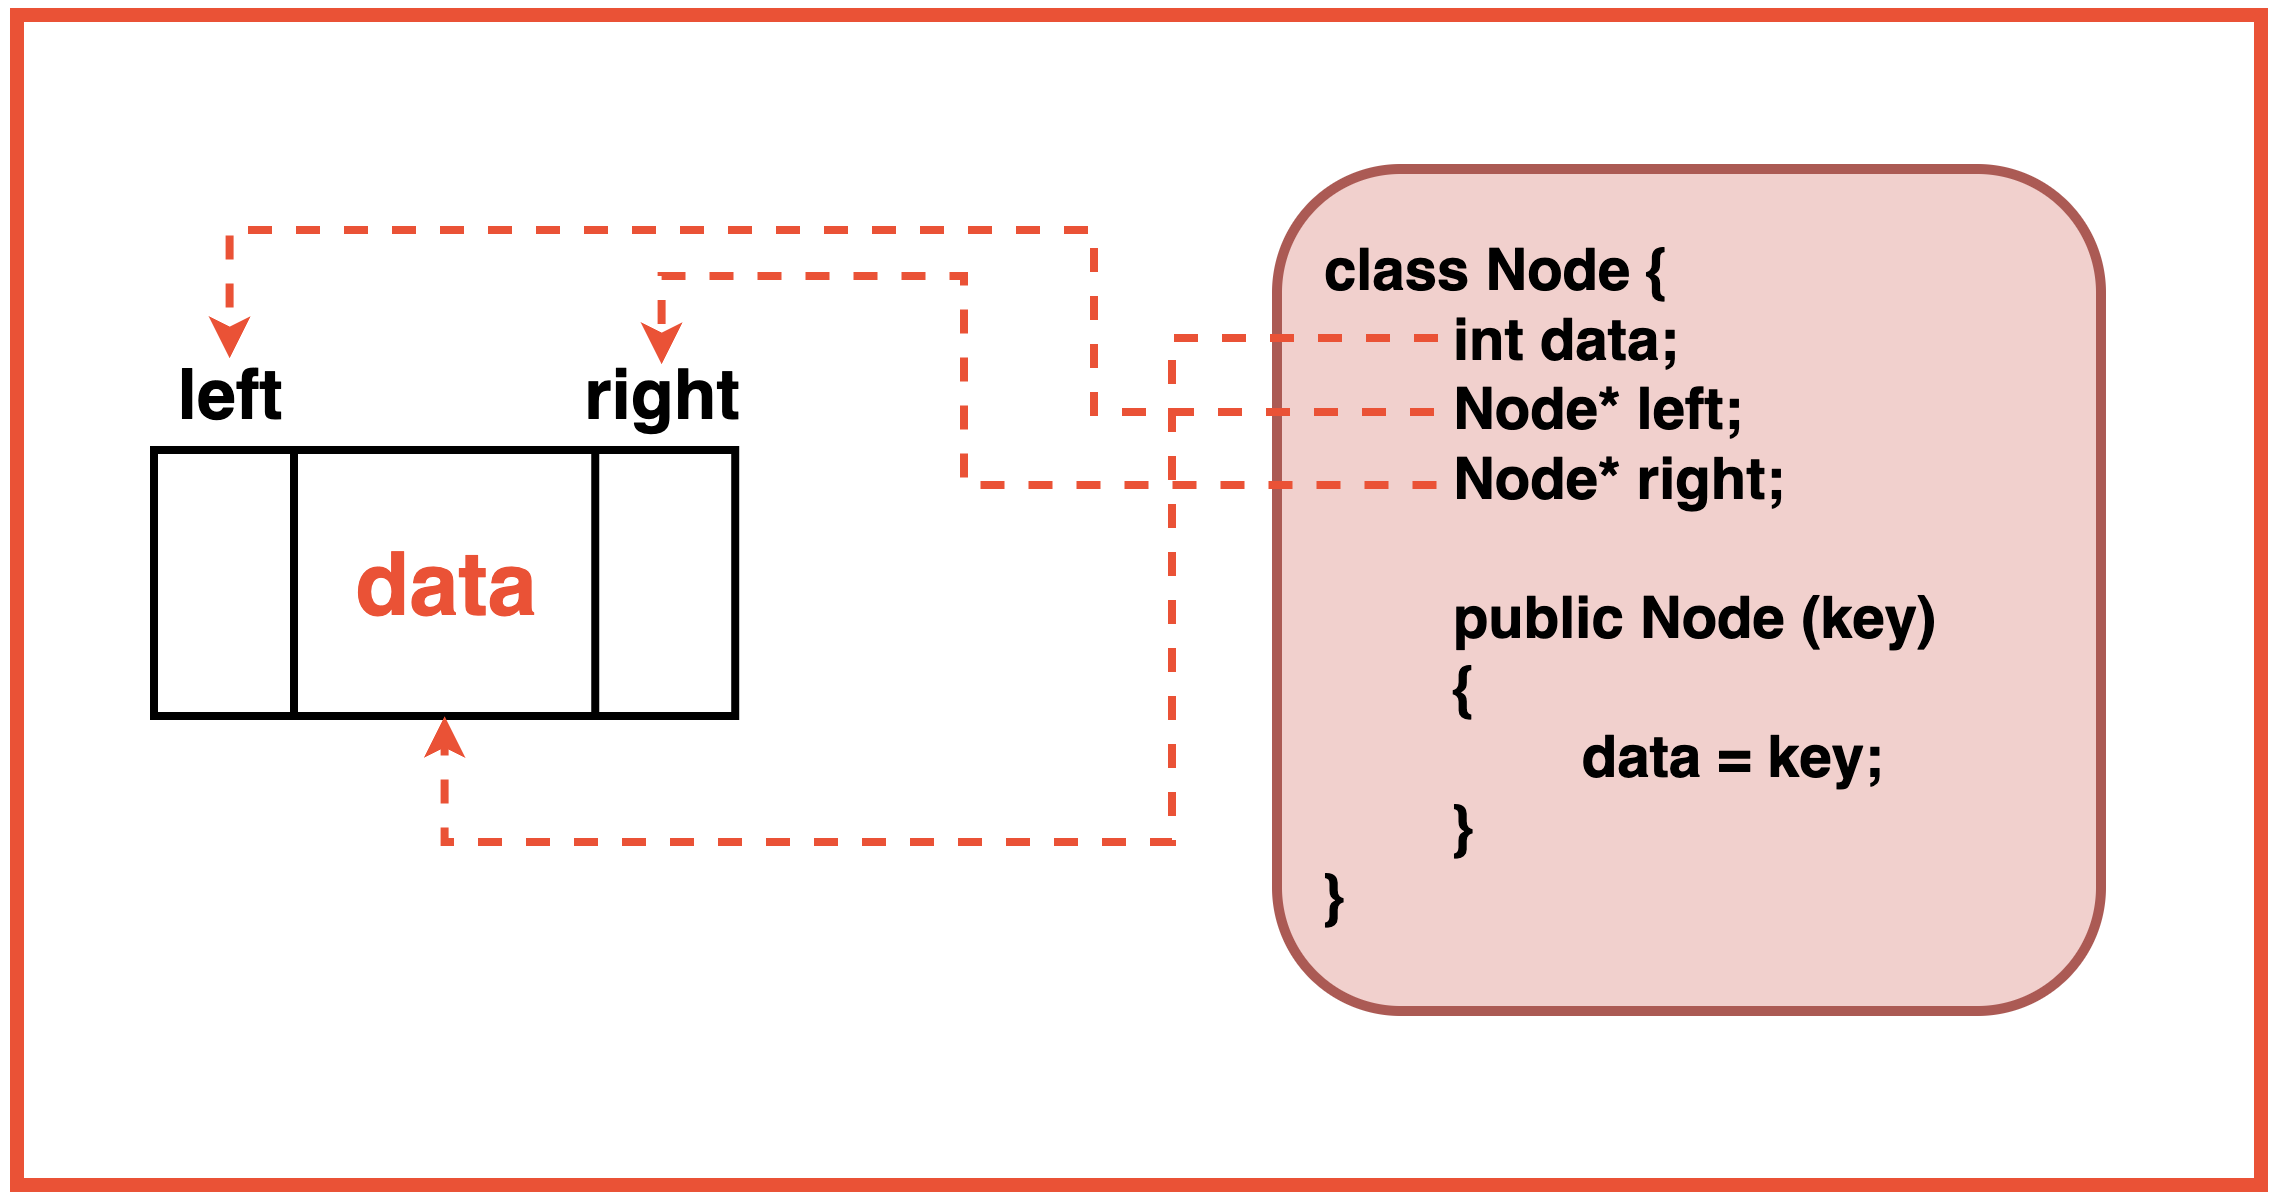 left
right
data
class Node {
int data;
Node* left;
Node* right;
public Node (key)
{
data = key;
}
}